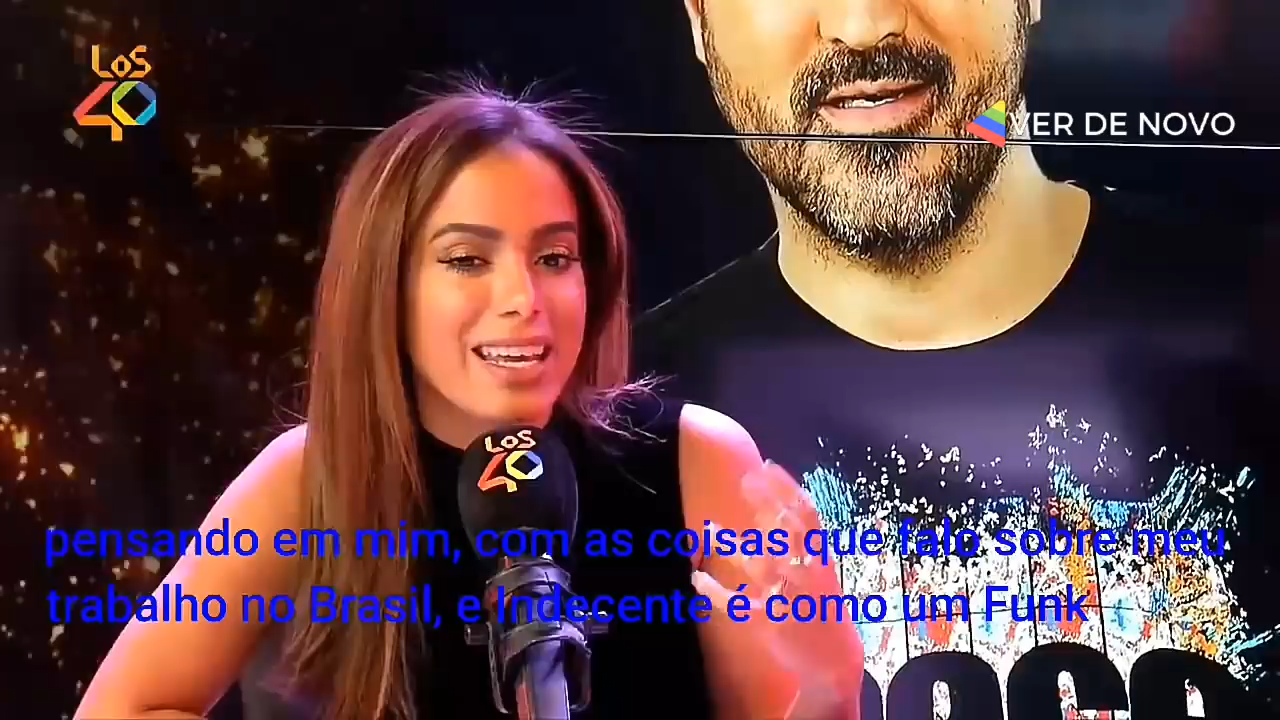 LOS
40
VER DE NOVO
LOS
40
pensando em mim, com as coisas que falo sobre meu
trabalho no Brasil, e Indecente é como um Funk